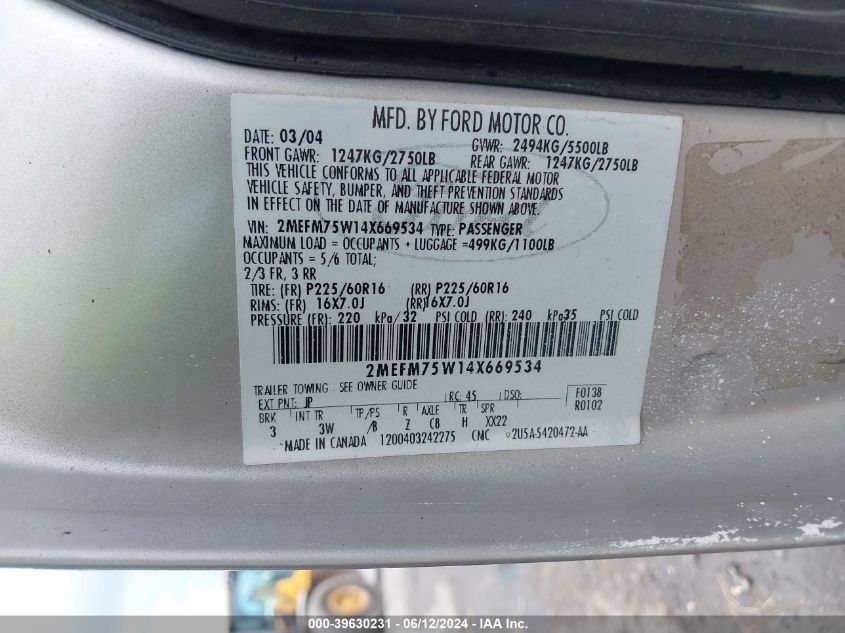 MFD. BY FORD MOTOR CO.
DATE: 03/04 GVWR: 2494KG/5500LB
FRONT GAWR: 1247KG/2750LB REAR GAWR: 1247KG/2750LB
THIS VEHICLE CONFORMS TO ALL APPLICABLE FEDERAL MOTOR
VEHICLE SAFETY, BUMPER, AND THEFT PREVENTION STANDARDS
IN EFFECT ON THE DATE OF MANUFACTURE SHOWN ABOVE.
VIN: 2MEFM75W14X669534 TYPE: PASSENGER
MAXIMUM LOAD = OCCUPANTS + LUGGAGE =499KG/1100LB
OCCUPANTS = 5/6 TOTAL;
2/3 FR, 3 RR
TIRE: (FR) P225/60R16 (RR) P225/60R16
RIMS: (FR) 16X7.0J (RR)16X7.0J
PRESSURE (FR): 220 kPa/32 PSI COLD (RR): 240 kPa35 PSI COLD
2MEFM75W14X669534
TRAILER TOWING - SEE OWNER GUIDE
EXT PNT: JP RC: 45 DSO: F0138
BRK INT TR TP/PS R AXLE TR SPR R0102
3 3W /B Z C8 H XX22
MADE IN CANADA 1200403242275 CMC 2U5A-5420472-AA
000-39630231 - 06/12/2024 - IAA Inc.